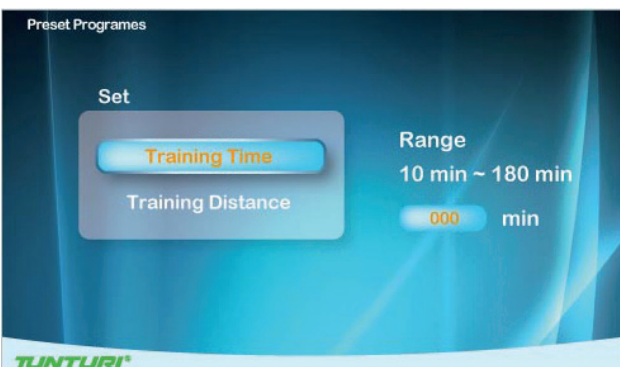 Preset Programes
Set
Training Time
Training Distance
Range
10 min ~ 180 min
000 min
TUNTURI®